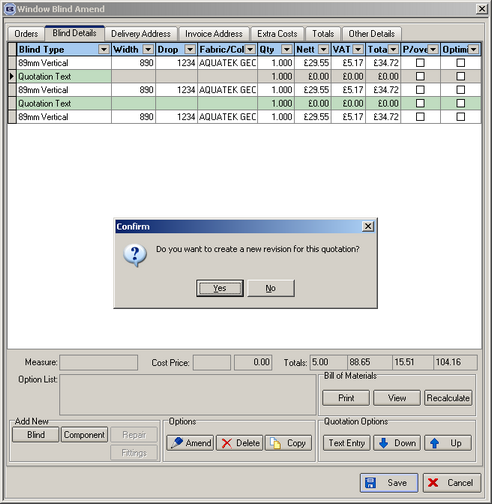 Window Blind Amend
Orders Blind Details Delivery Address Invoice Address Extra Costs Totals Other Details
Blind Type Width Drop Fabric/Col Qty Nett VAT Tota P/ove Optimi
89mm Vertical 890 1234 AQUATEK GEC 1.000 £29.55 £5.17 £34.72
Quotation Text 1.000 £0.00 £0.00 £0.00
89mm Vertical 890 1234 AQUATEK GEC 1.000 £29.55 £5.17 £34.72
Quotation Text 1.000 £0.00 £0.00 £0.00
89mm Vertical 890 1234 AQUATEK GEC 1.000 £29.55 £5.17 £34.72
Confirm
Do you want to create a new revision for this quotation?
Yes No
Measure: Cost Price: 0.00 Totals: 5.00 88.65 15.51 104.16
Option List: Bill of Materials
Print View Recalculate
Add New Options Quotation Options
Blind Component Repair Amend Delete Copy Text Entry Down Up
Fittings
Save Cancel